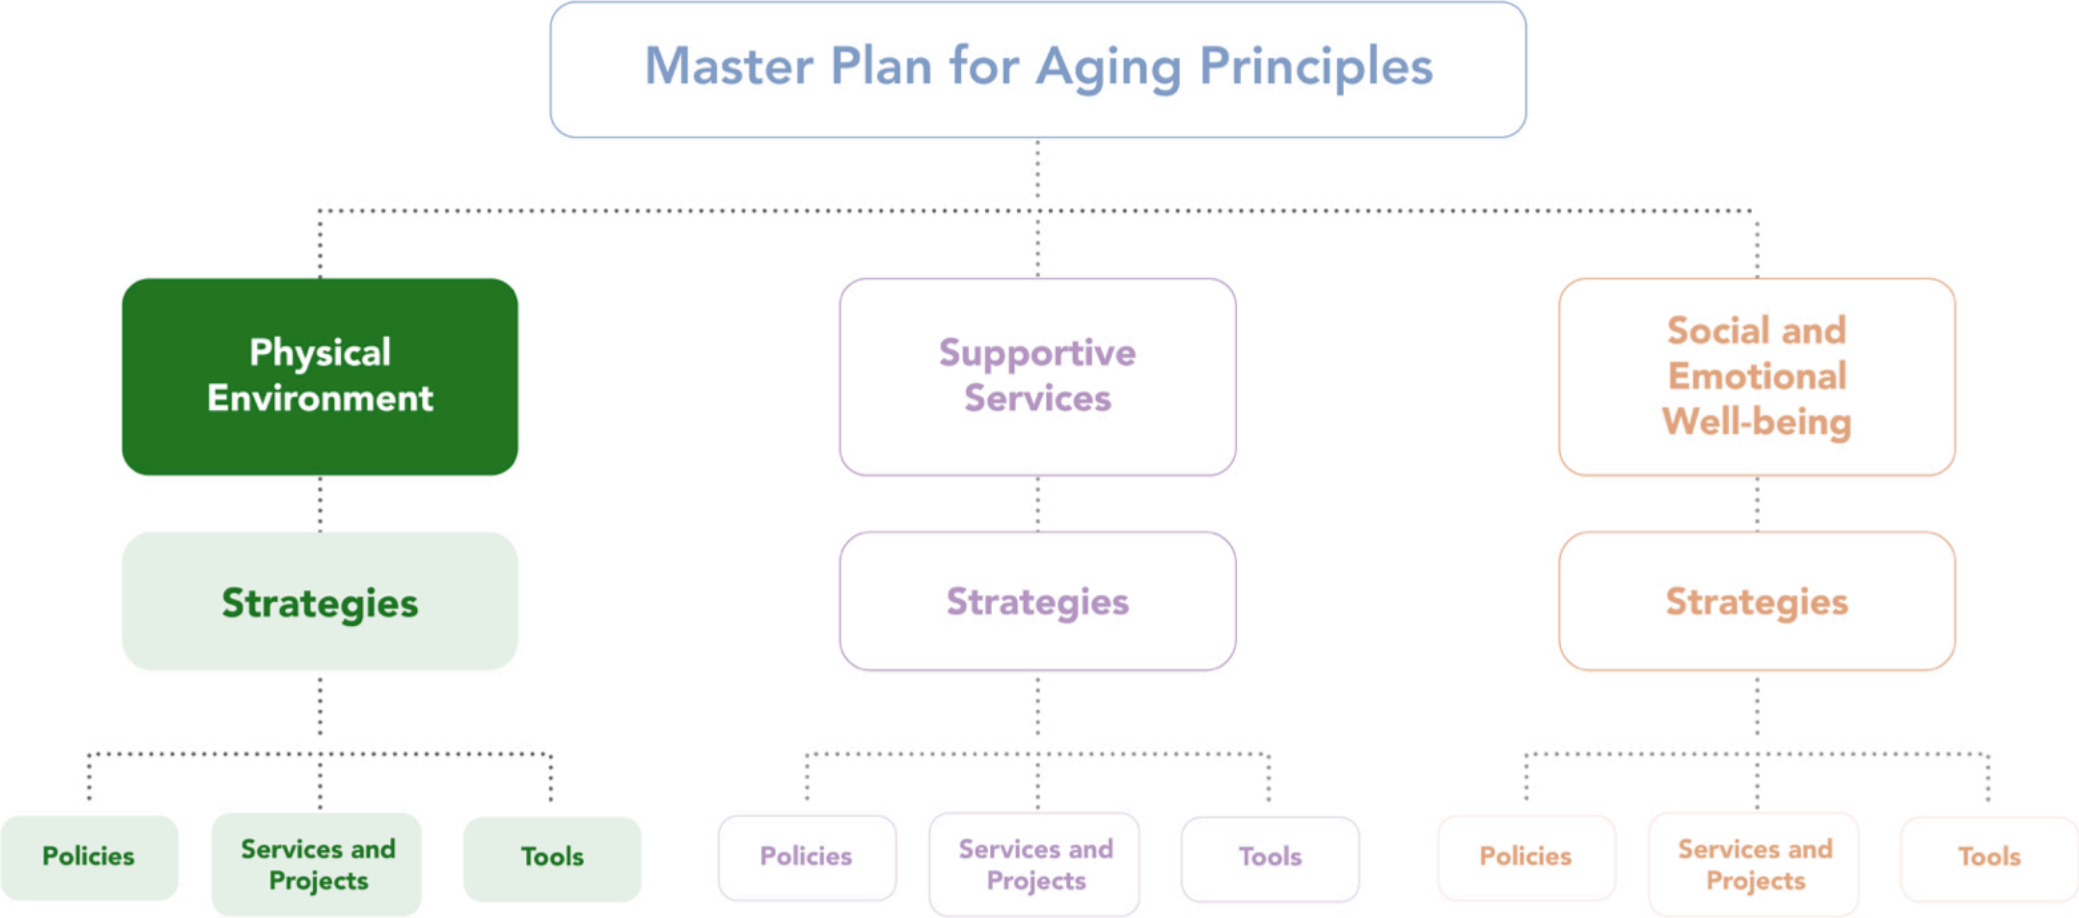 Master Plan for Aging Principles
Physical
Environment
Supportive
Services
Social and
Emotional
Well-being
Strategies
Strategies
Strategies
Policies
Services and
Projects
Tools
Policies
Services and
Projects
Tools
Policies
Services and
Projects
Tools